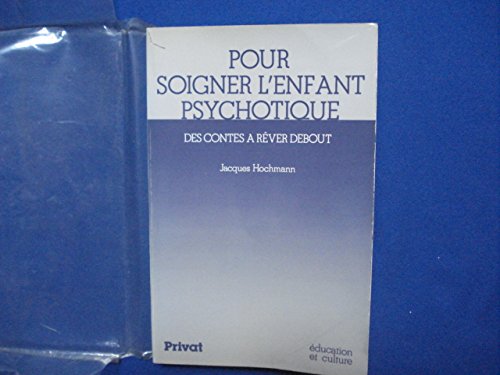 POUR
SOIGNER L'ENFANT
PSYCHOTIQUE
DES CONTES A RÊVER DEBOUT
Jacques Hochmann
Privat
éducation
et culture